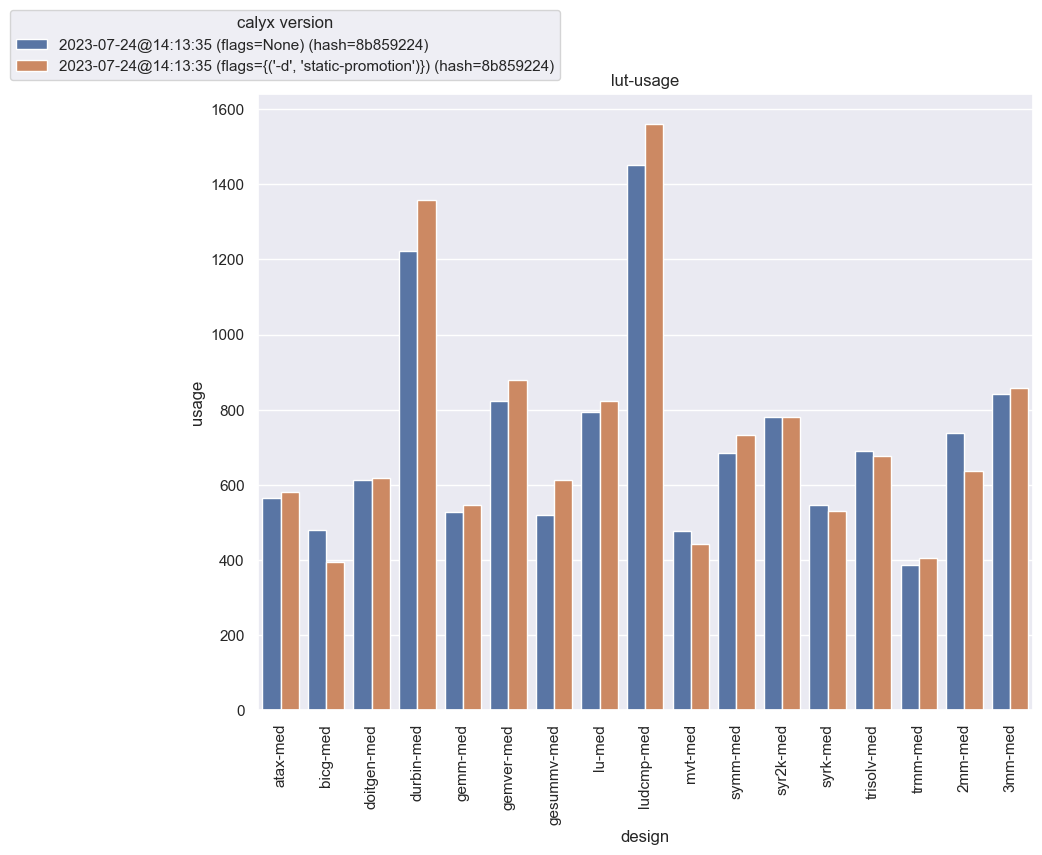 calyx version
2023-07-24@14:13:35 (flags=None) (hash=8b859224)
2023-07-24@14:13:35 (flags={('-d', 'static-promotion')}) (hash=8b859224)
lut-usage
1600
1400
1200
1000
800
600
400
200
0
usage
atax-med
bicg-med
doitgen-med
durbin-med
gemm-med
gemver-med
gesummv-med
lu-med
ludcmp-med
mvt-med
symm-med
syr2k-med
syrk-med
trisolv-med
trmm-med
2mm-med
3mm-med
design